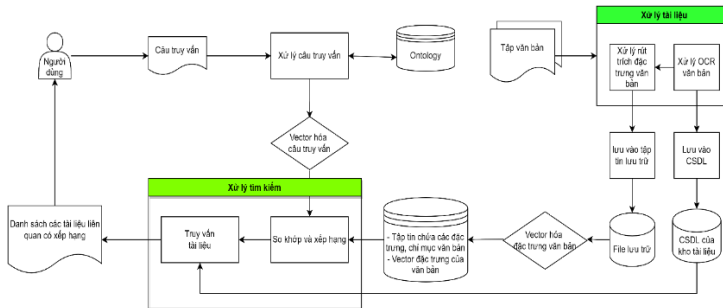 Xử lý tài liệu
Người
dùng
Câu truy vấn
Xử lý câu truy vấn
Ontology
Tập văn bản
Xử lý rút
trích đặc
trưng văn
bản
Xử lý OCR
văn bản
Vector hóa
câu truy vấn
lưu vào tập
tin lưu trữ
Lưu vào
CSDL
Xử lý tìm kiếm
Danh sách các tài liệu liên
quan có xếp hạng
Truy vấn
tài liệu
So khớp và xếp hạng
- Tập tin chứa các đặc
trưng, chỉ mục văn bản
- Vector đặc trưng của
văn bản
Vector hóa
đặc trưng văn bản
File lưu trữ
CSDL của
kho tài liệu